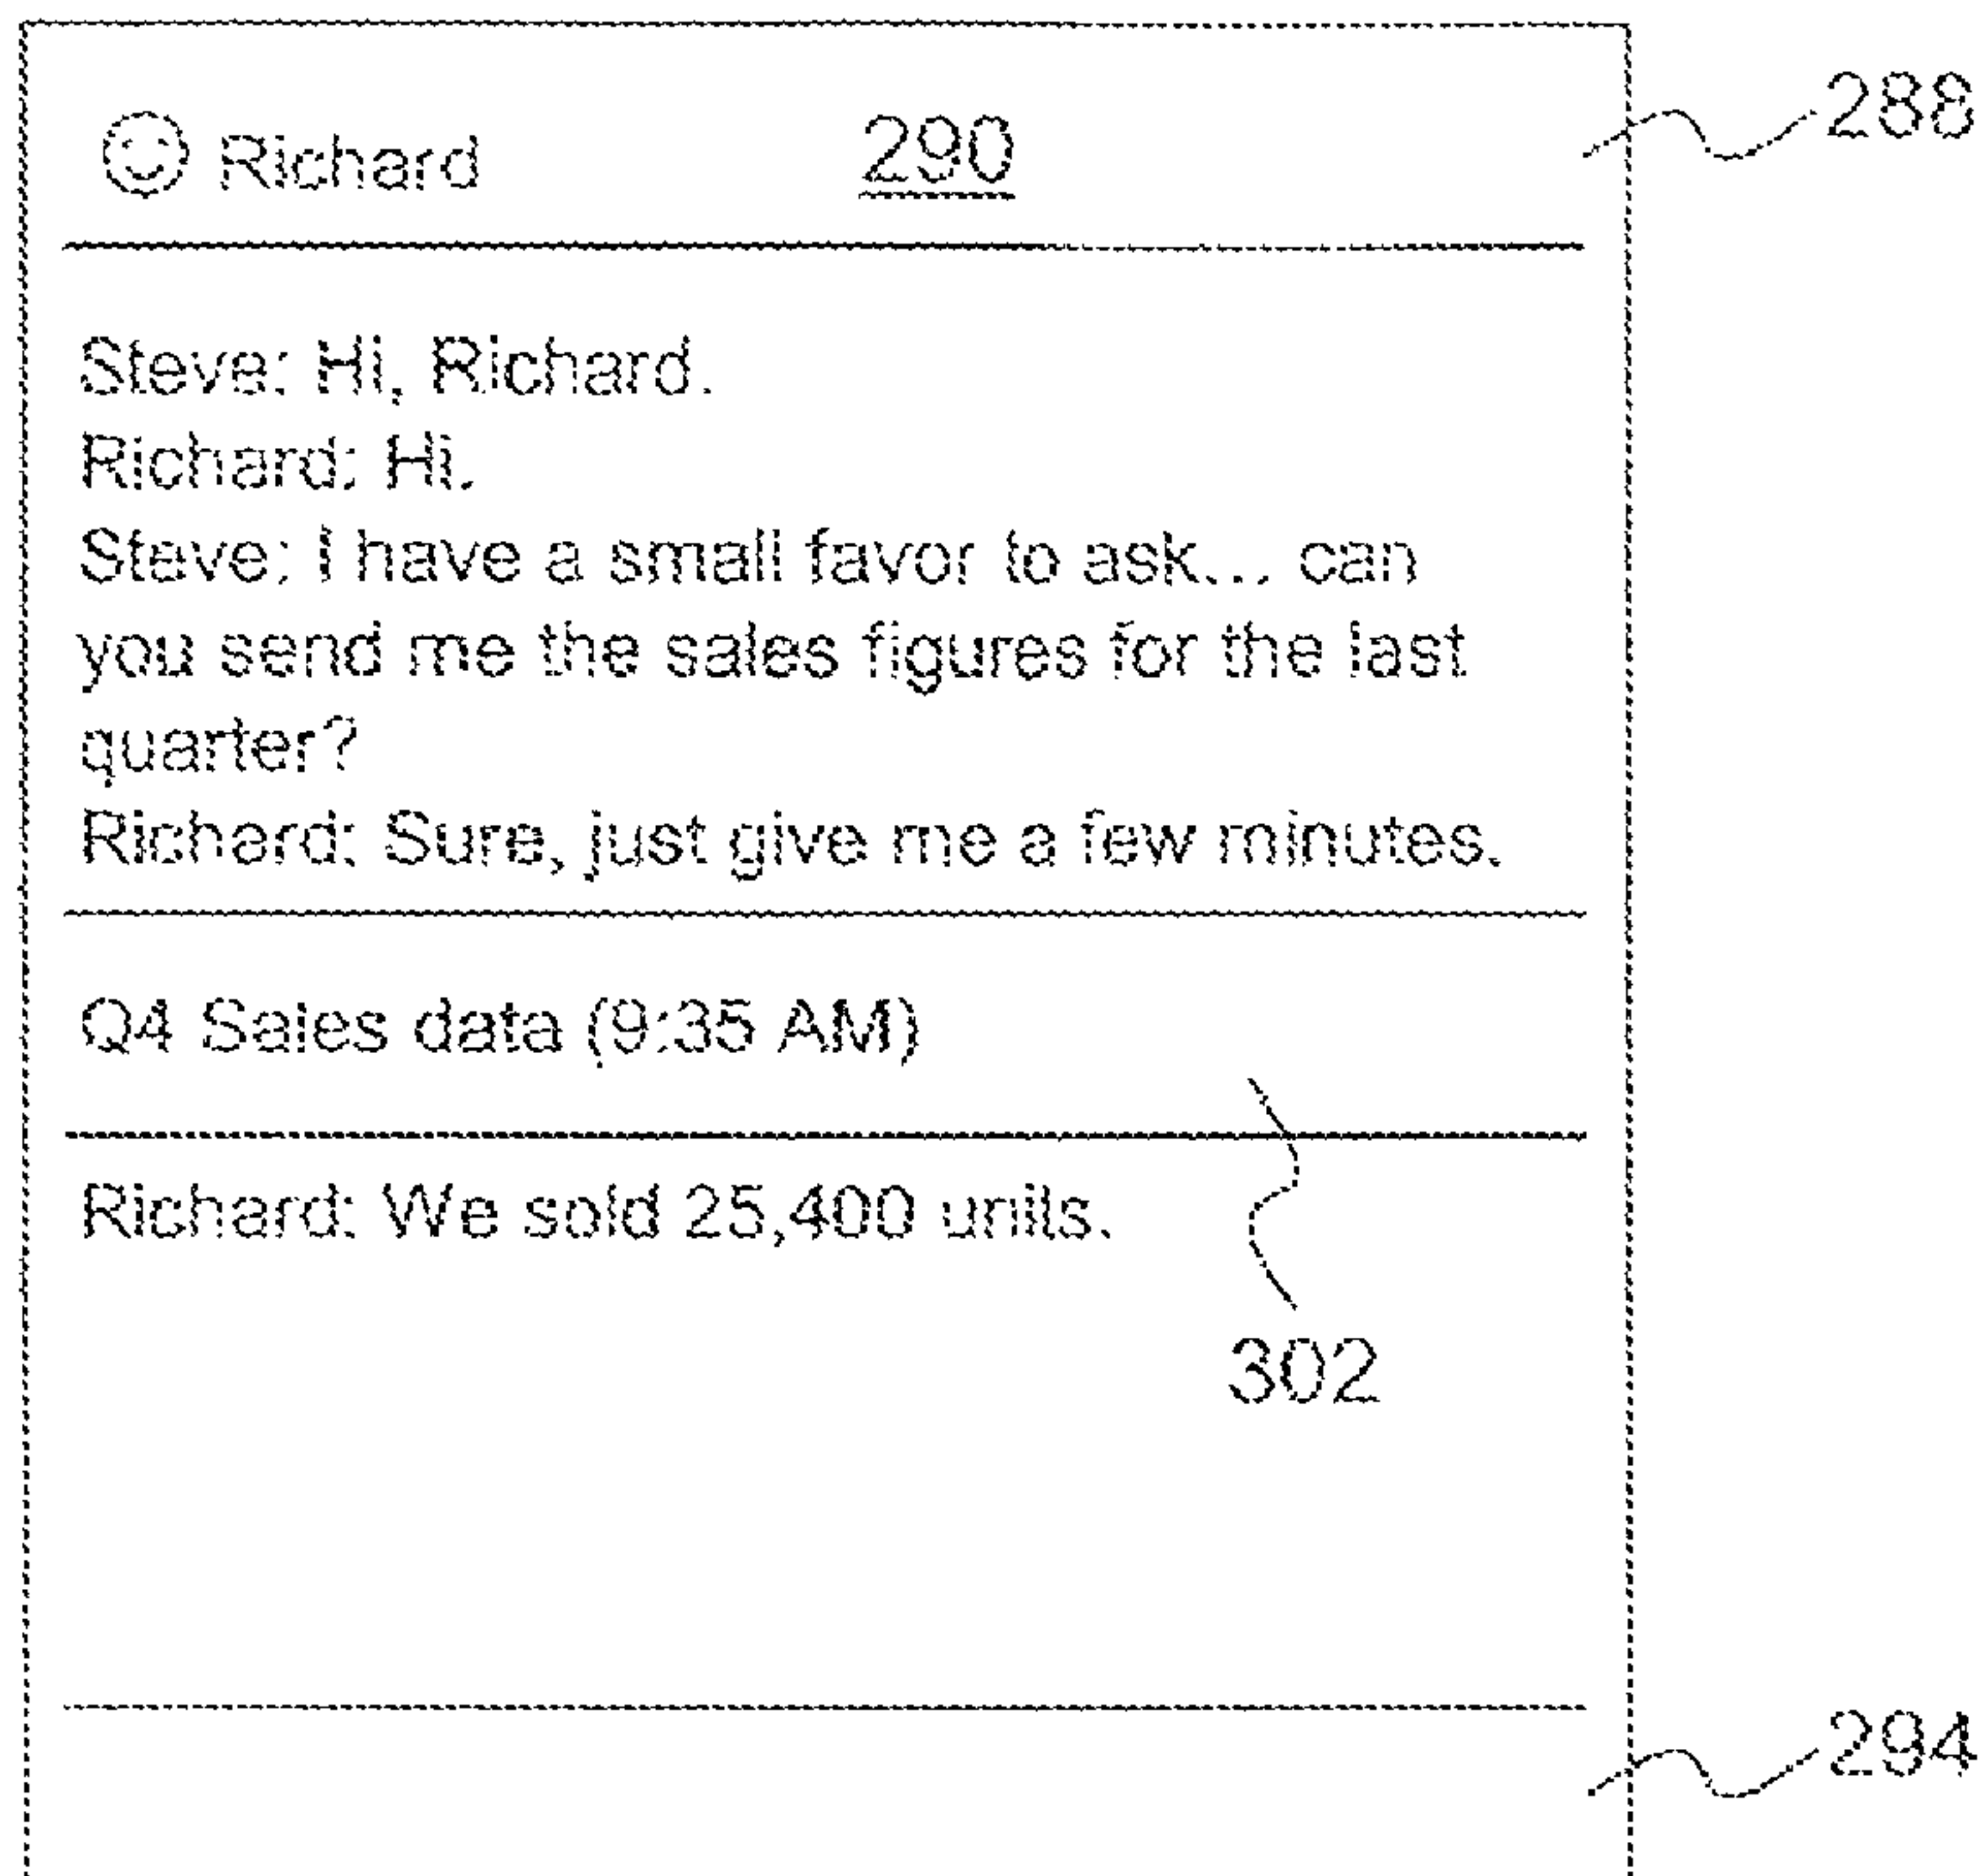 Richard 290 288
Steve: Hi, Richard.
Richard: Hi.
Steve: I have a small favor to ask... can
you send me the sales figures for the last
quarter?
Richard: Sure, just give me a few minutes.
Q4 Sales data (9:35 AM)
Richard: We sold 25,400 units.
302
294